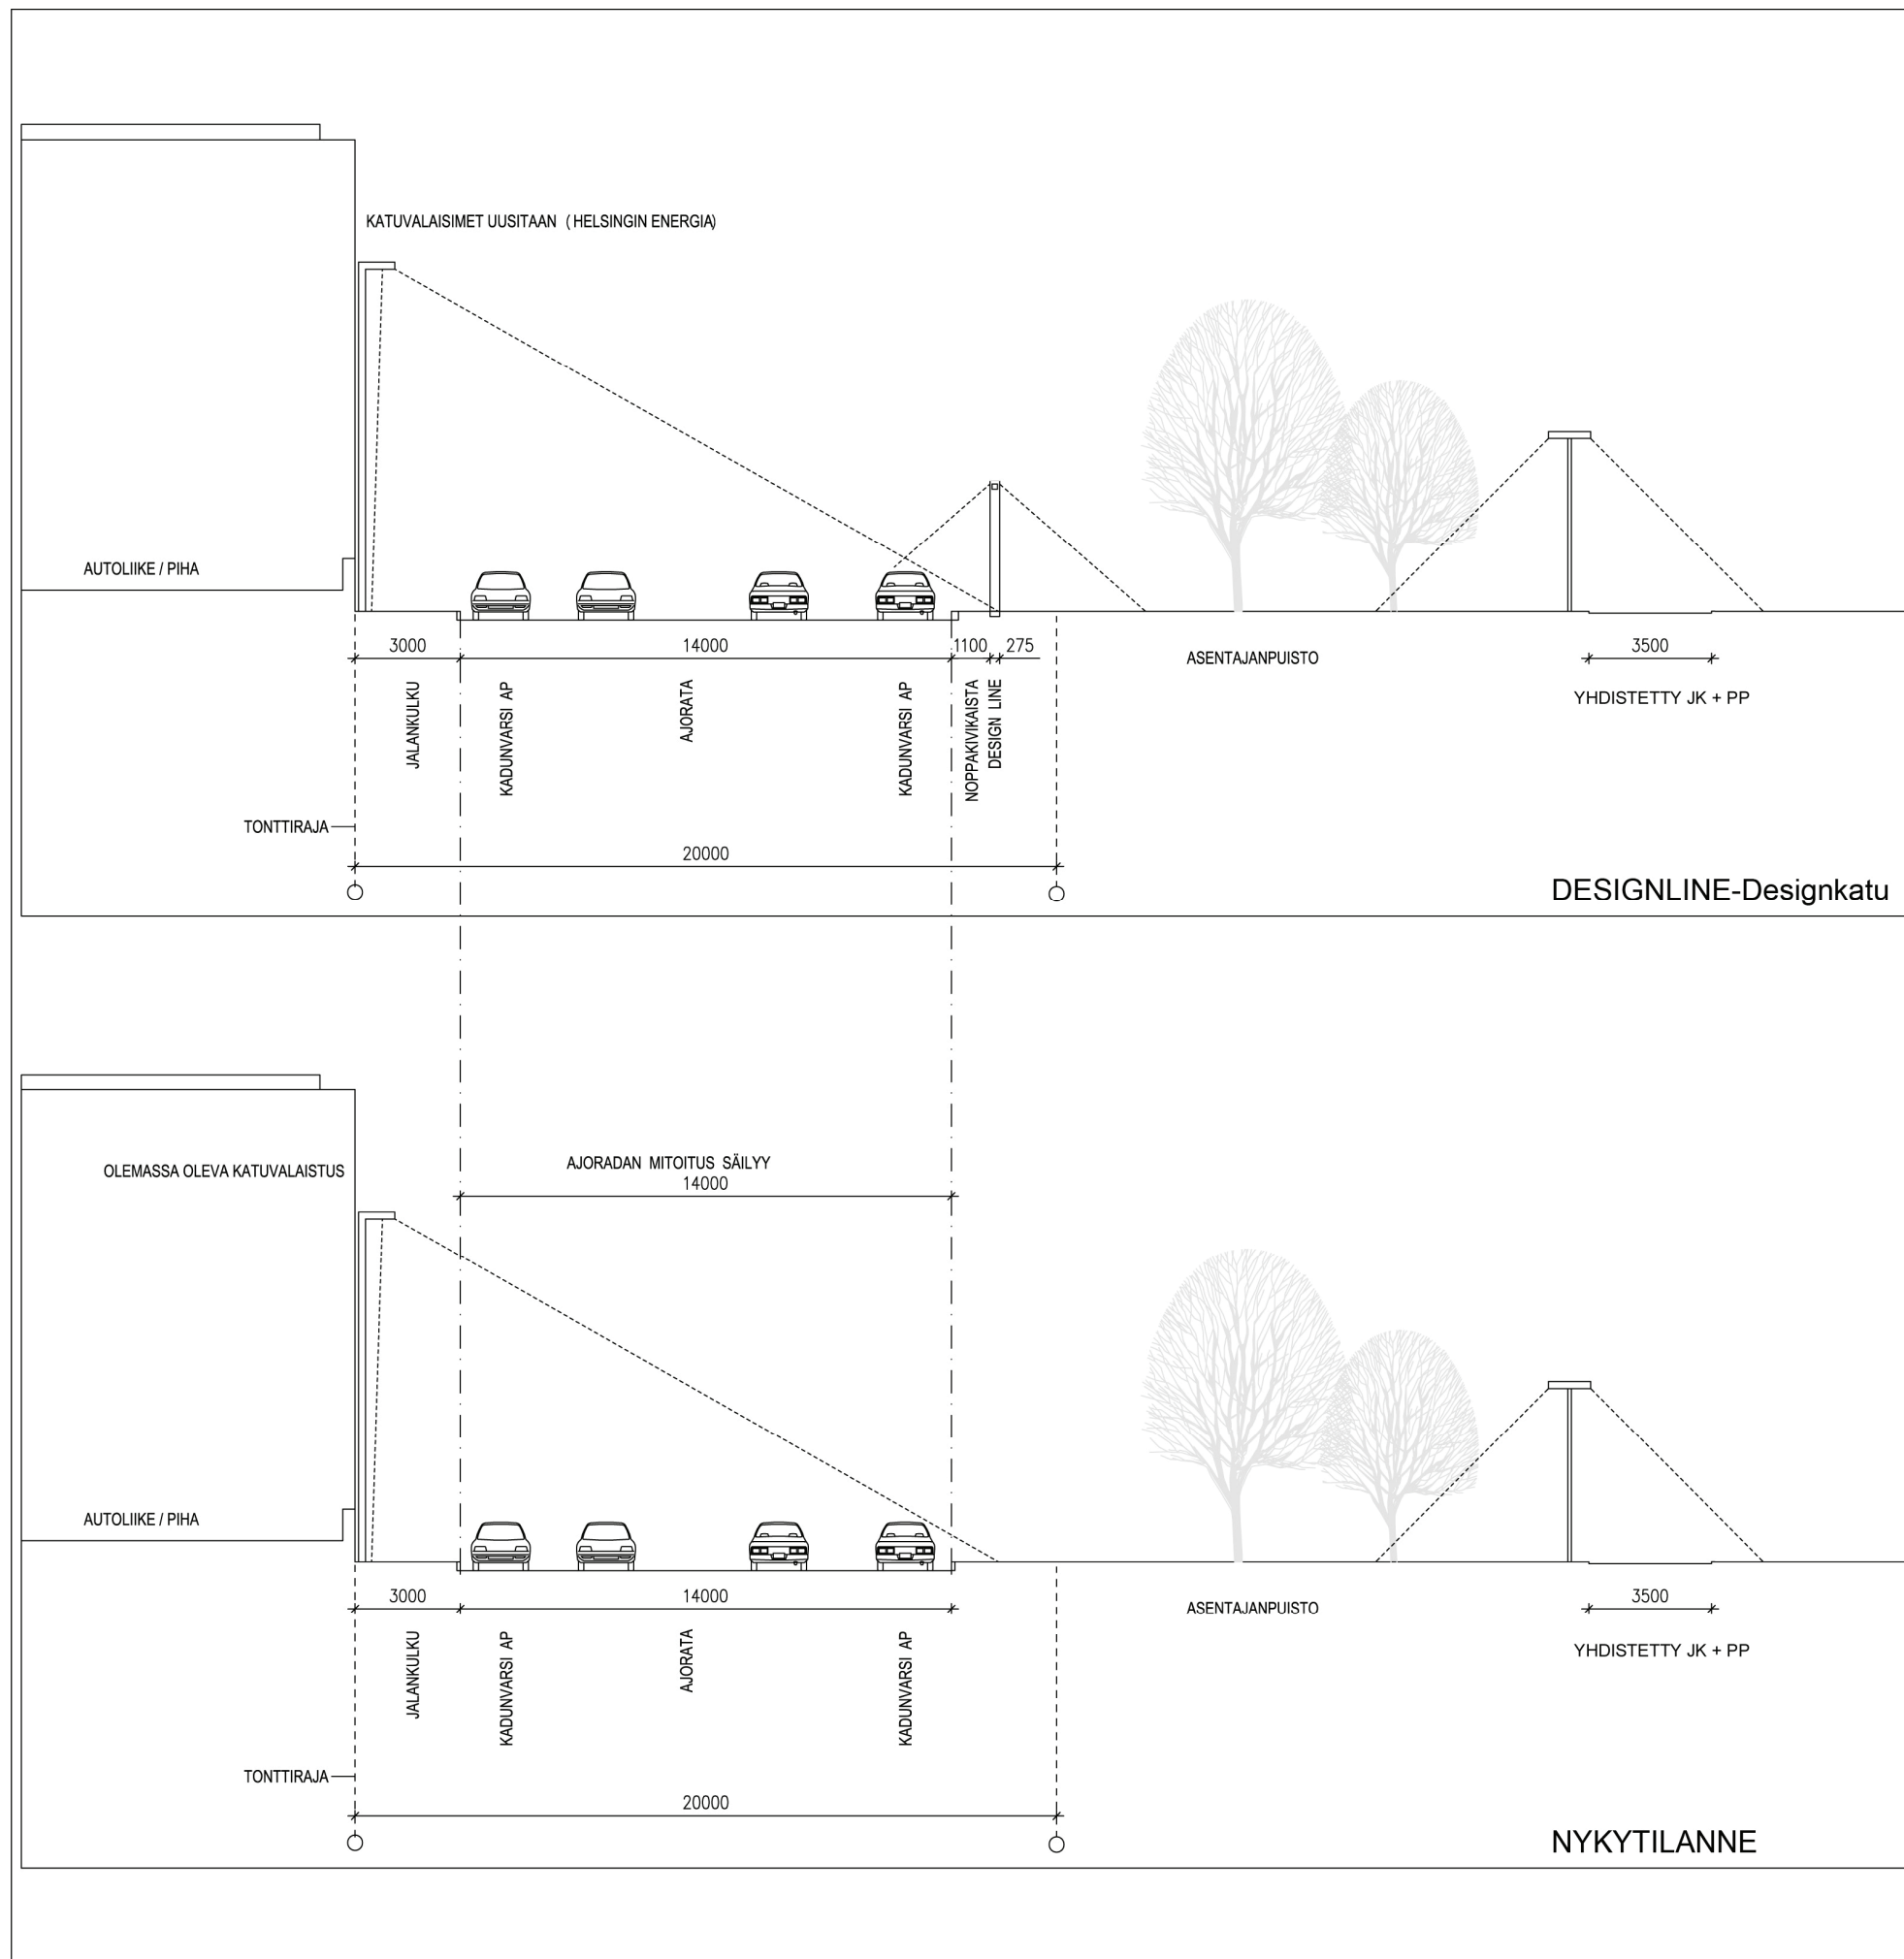 KATUVALAISIMET UUSITAAN ( HELSINGIN ENERGIA)
AUTOLIIKE / PIHA
3000
14000
1100
275
ASENTAJANPUISTO
3500
YHDISTETTY JK + PP
JALANKULKU
KADUNVARSI AP
AJORATA
KADUNVARSI AP
NOPPAKIVIKAISTA
DESIGN LINE
TONTTIRAJA
20000
DESIGNLINE-Designkatu
OLEMASSA OLEVA KATUVALAISTUS
AJORADAN MITOITUS SÄILYY
14000
AUTOLIIKE / PIHA
3000
14000
ASENTAJANPUISTO
3500
YHDISTETTY JK + PP
JALANKULKU
KADUNVARSI AP
AJORATA
KADUNVARSI AP
TONTTIRAJA
20000
NYKYTILANNE